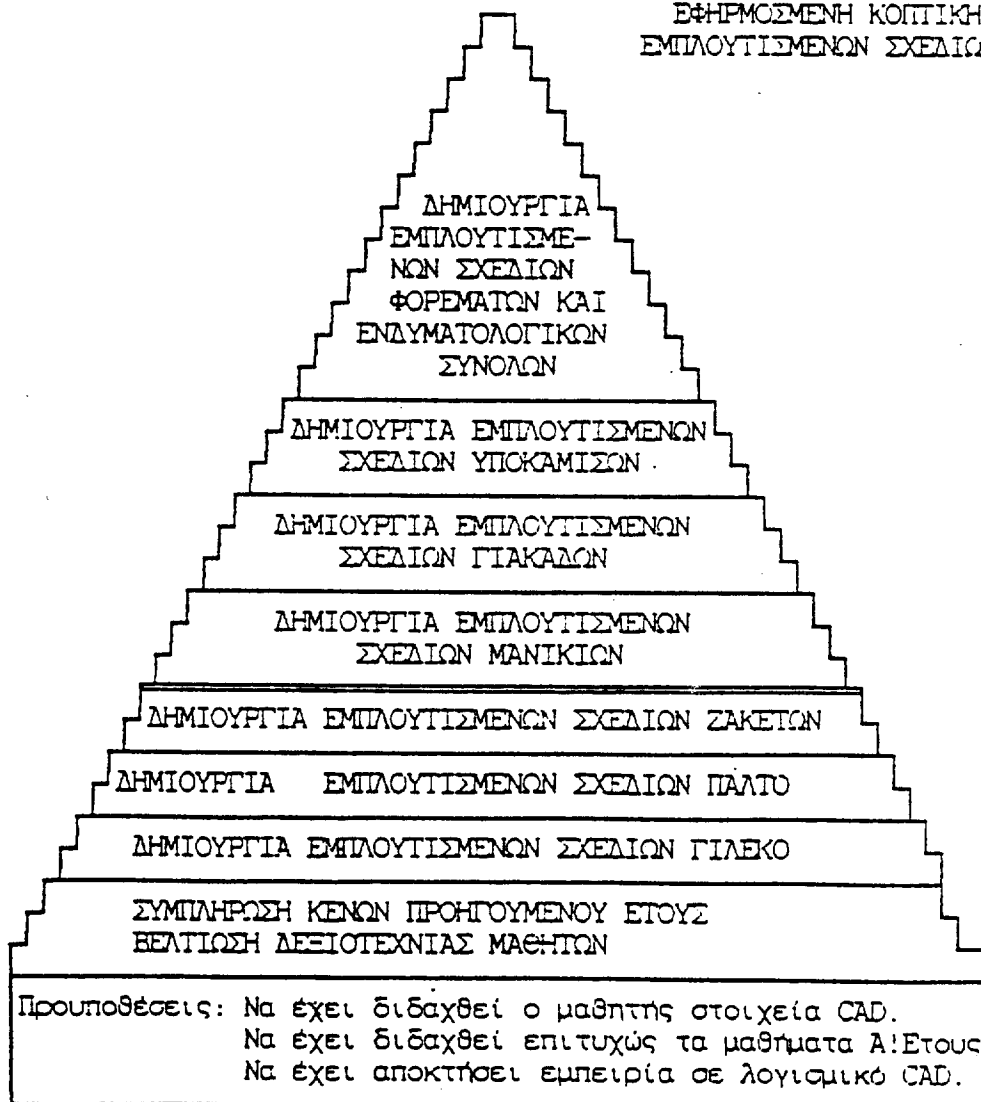 ΕΦΗΡΜΟΣΜΕΝΗ ΚΟΠΤΙΚΗ
ΕΜΠΛΟΥΤΙΣΜΕΝΩΝ ΣΧΕΔΙΩ
ΔΗΜΙΟΥΡΓΙΑ
ΕΜΠΛΟΥΤΙΣΜΕ-
ΝΩΝ ΣΧΕΔΙΩΝ
ΦΟΡΕΜΑΤΩΝ ΚΑΙ
ΕΝΔΥΜΑΤΟΛΟΓΙΚΩΝ
ΣΥΝΟΛΩΝ
ΔΗΜΙΟΥΡΓΙΑ ΕΜΠΛΟΥΤΙΣΜΕΝΩΝ
ΣΧΕΔΙΩΝ ΥΠΟΚΑΜΙΣΩΝ
ΔΗΜΙΟΥΡΓΙΑ ΕΜΠΛΟΥΤΙΣΜΕΝΩΝ
ΣΧΕΔΙΩΝ ΓΙΑΚΑΔΩΝ
ΔΗΜΙΟΥΡΓΙΑ ΕΜΠΛΟΥΤΙΣΜΕΝΩΝ
ΣΧΕΔΙΩΝ ΜΑΝΙΚΙΩΝ
ΔΗΜΙΟΥΡΓΙΑ ΕΜΠΛΟΥΤΙΣΜΕΝΩΝ ΣΧΕΔΙΩΝ ΖΑΚΕΤΩΝ
ΔΗΜΙΟΥΡΓΙΑ ΕΜΠΛΟΥΤΙΣΜΕΝΩΝ ΣΧΕΔΙΩΝ ΠΑΛΤΟ
ΔΗΜΙΟΥΡΓΙΑ ΕΜΠΛΟΥΤΙΣΜΕΝΩΝ ΣΧΕΔΙΩΝ ΓΙΛΕΚΟ
ΣΥΜΠΛΗΡΩΣΗ ΚΕΝΩΝ ΠΡΟΗΓΟΥΜΕΝΟΥ ΕΤΟΥΣ
ΒΕΛΤΙΩΣΗ ΔΕΞΙΟΤΕΧΝΙΑΣ ΜΑΘΗΤΩΝ
Προυποθέσεις: Να έχει διδαχθεί ο μαθητής στοιχεία CAD.
Να έχει διδαχθεί επιτυχώς τα μαθήματα Α!Ετους
Να έχει αποκτήσει εμπειρία σε λογισμικό CAD.